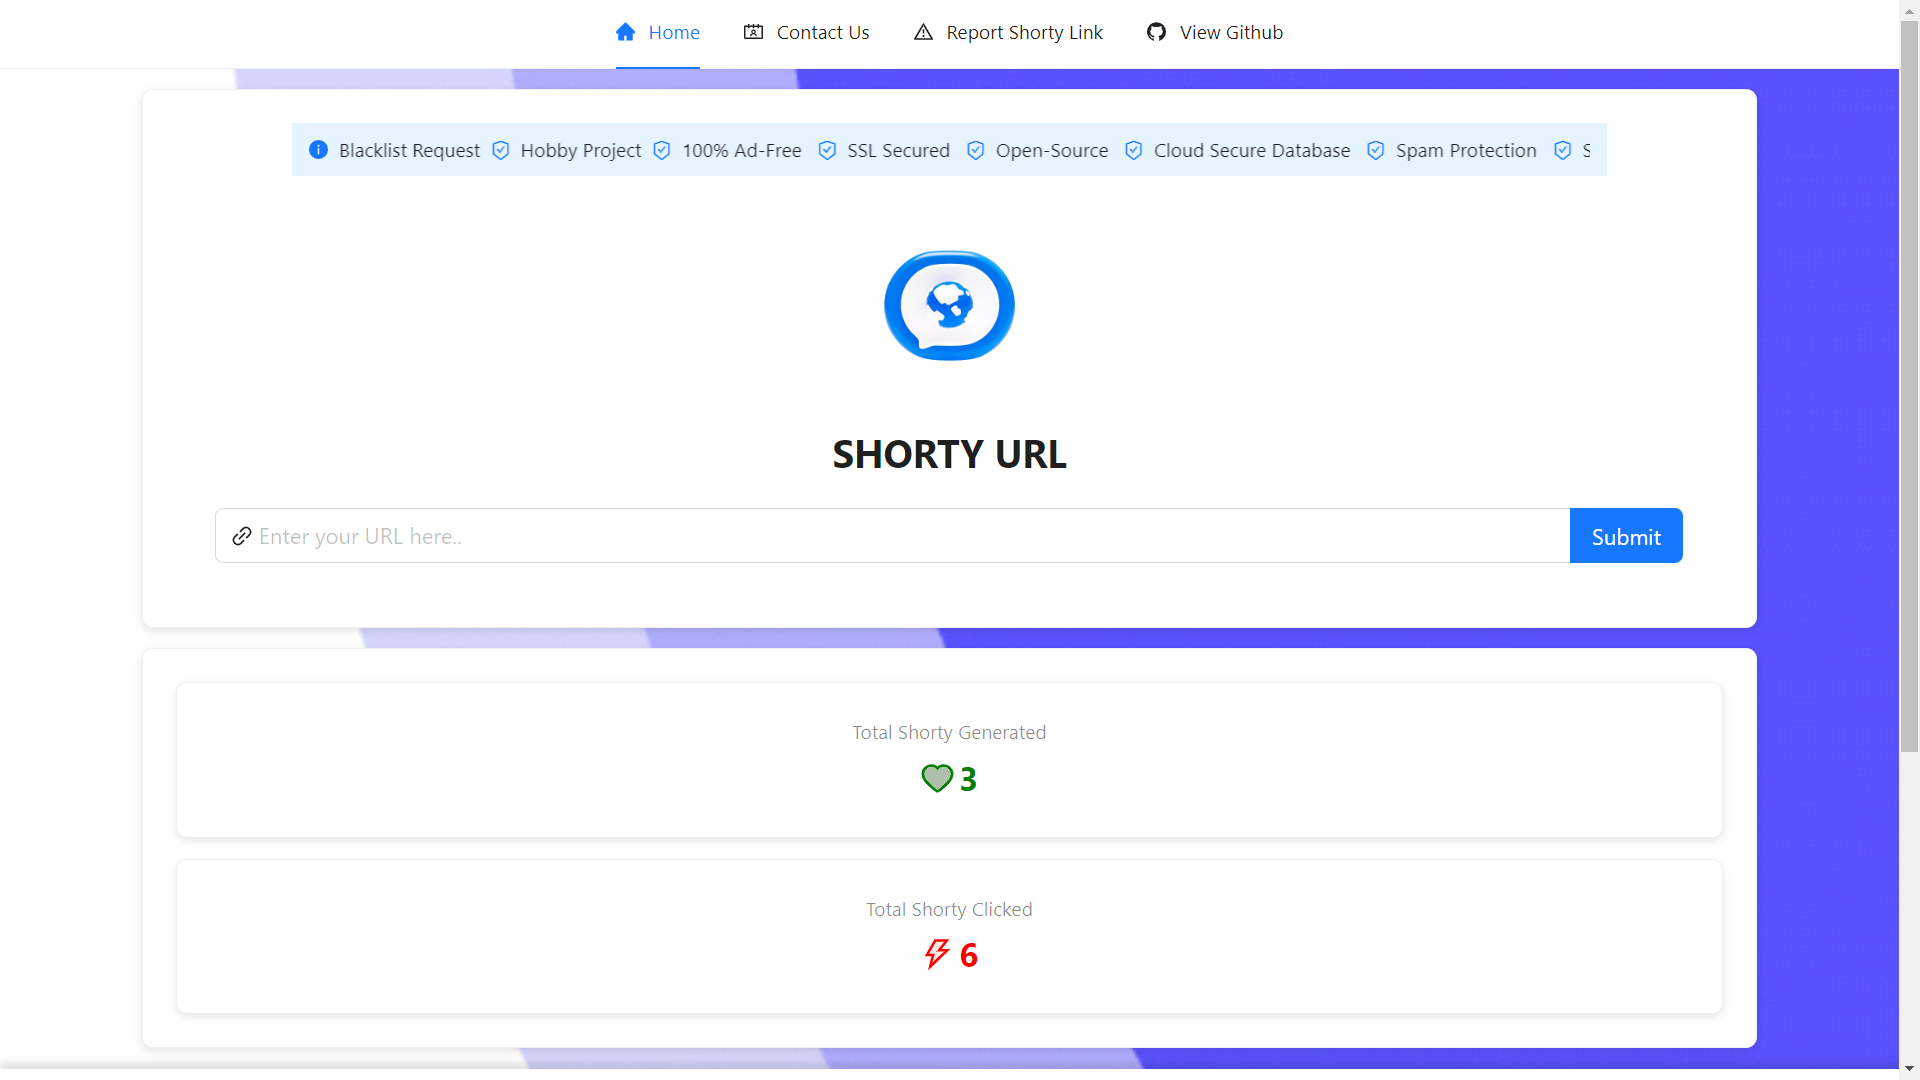 Home Contact Us Report Shorty Link View Github
Blacklist Request Hobby Project 100% Ad-Free SSL Secured Open-Source Cloud Secure Database Spam Protection S
SHORTY URL
Enter your URL here..
Submit
Total Shorty Generated
3
Total Shorty Clicked
6